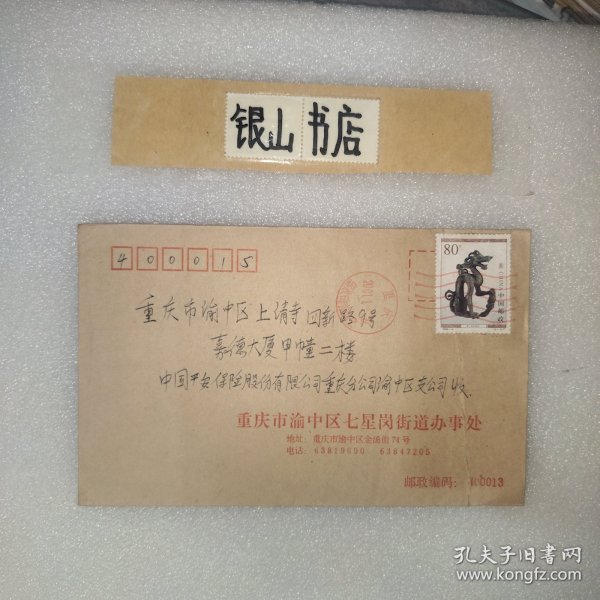 银山书店
400015
80
中国邮政
重庆市渝中区上清寺回新路9号
嘉德大厦甲幢二楼
中国平安保险股份有限公司重庆分公司渝中区支公司收
重庆市渝中区七星岗街道办事处
地址：重庆市渝中区金汤街74号
电话：63819690 63847205
邮政编码：400013
孔夫子旧书网
www.kongfz.com